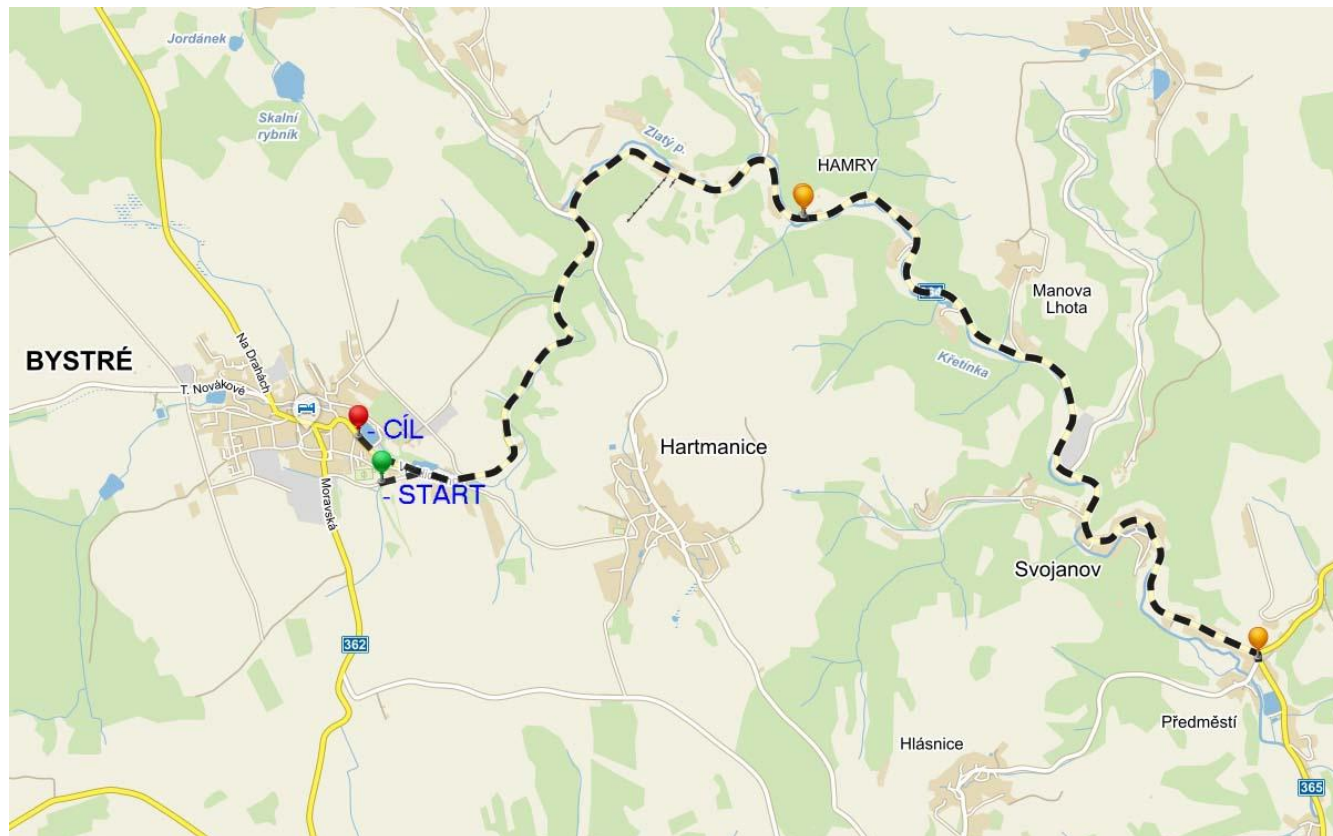 Jordánek
Skalní
rybník
Zlatý p.
HAMRY
Manova
Lhota
Křetínka
Na Drahách
BYSTRÉ
T. Novákové
- CÍL
- START
Moravská
Hartmanice
Svojanov
362
Předměstí
Hlásnice
365